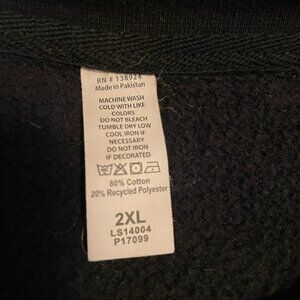 RN # 138924
Made in Pakistan
MACHINE WASH
COLD WITH LIKE
COLORS
DO NOT BLEACH
TUMBLE DRY LOW
COOL IRON IF
NECESSARY
DO NOT IRON
IF DECORATED
80% Cotton
20% Recycled Polyester
2XL
LS14004
P17099